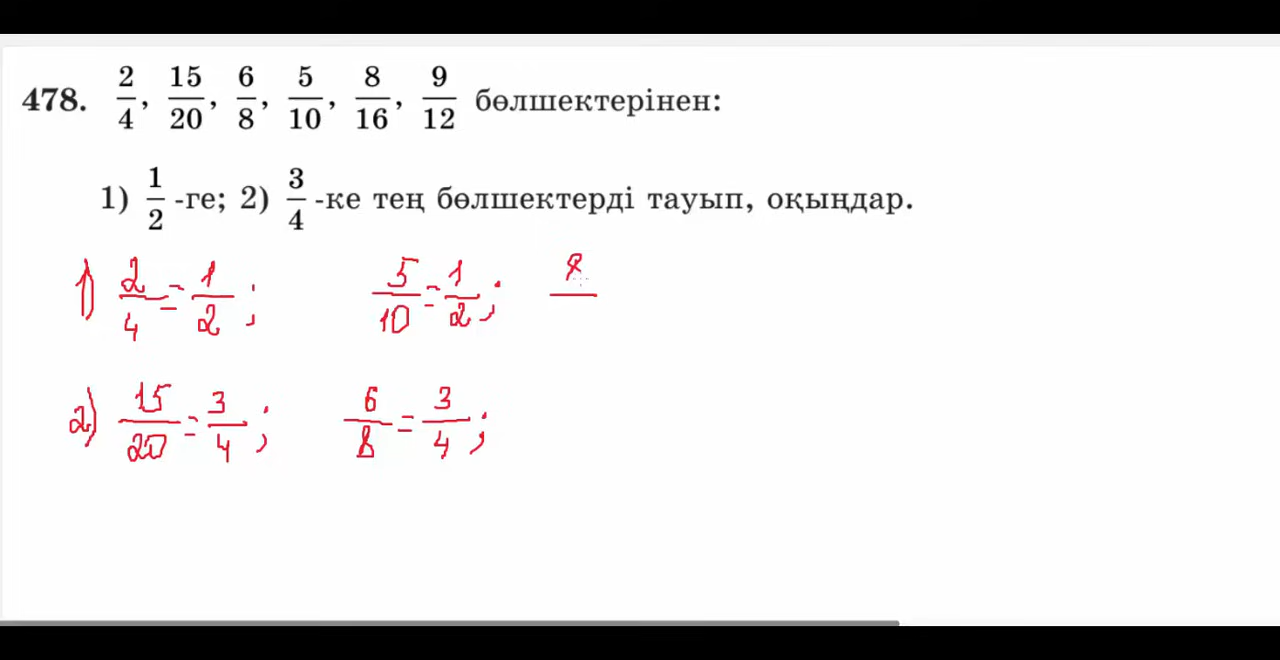 478. 2/4, 15/20, 6/8, 5/10, 8/16, 9/12 бөлшектерінен:
1) 1/2 -ге; 2) 3/4 -ке тең бөлшектерді тауып, оқыңдар.
1) 2/4 = 1/2; 5/10 = 1/2; 8/
2) 15/20 = 3/4; 6/8 = 3/4;